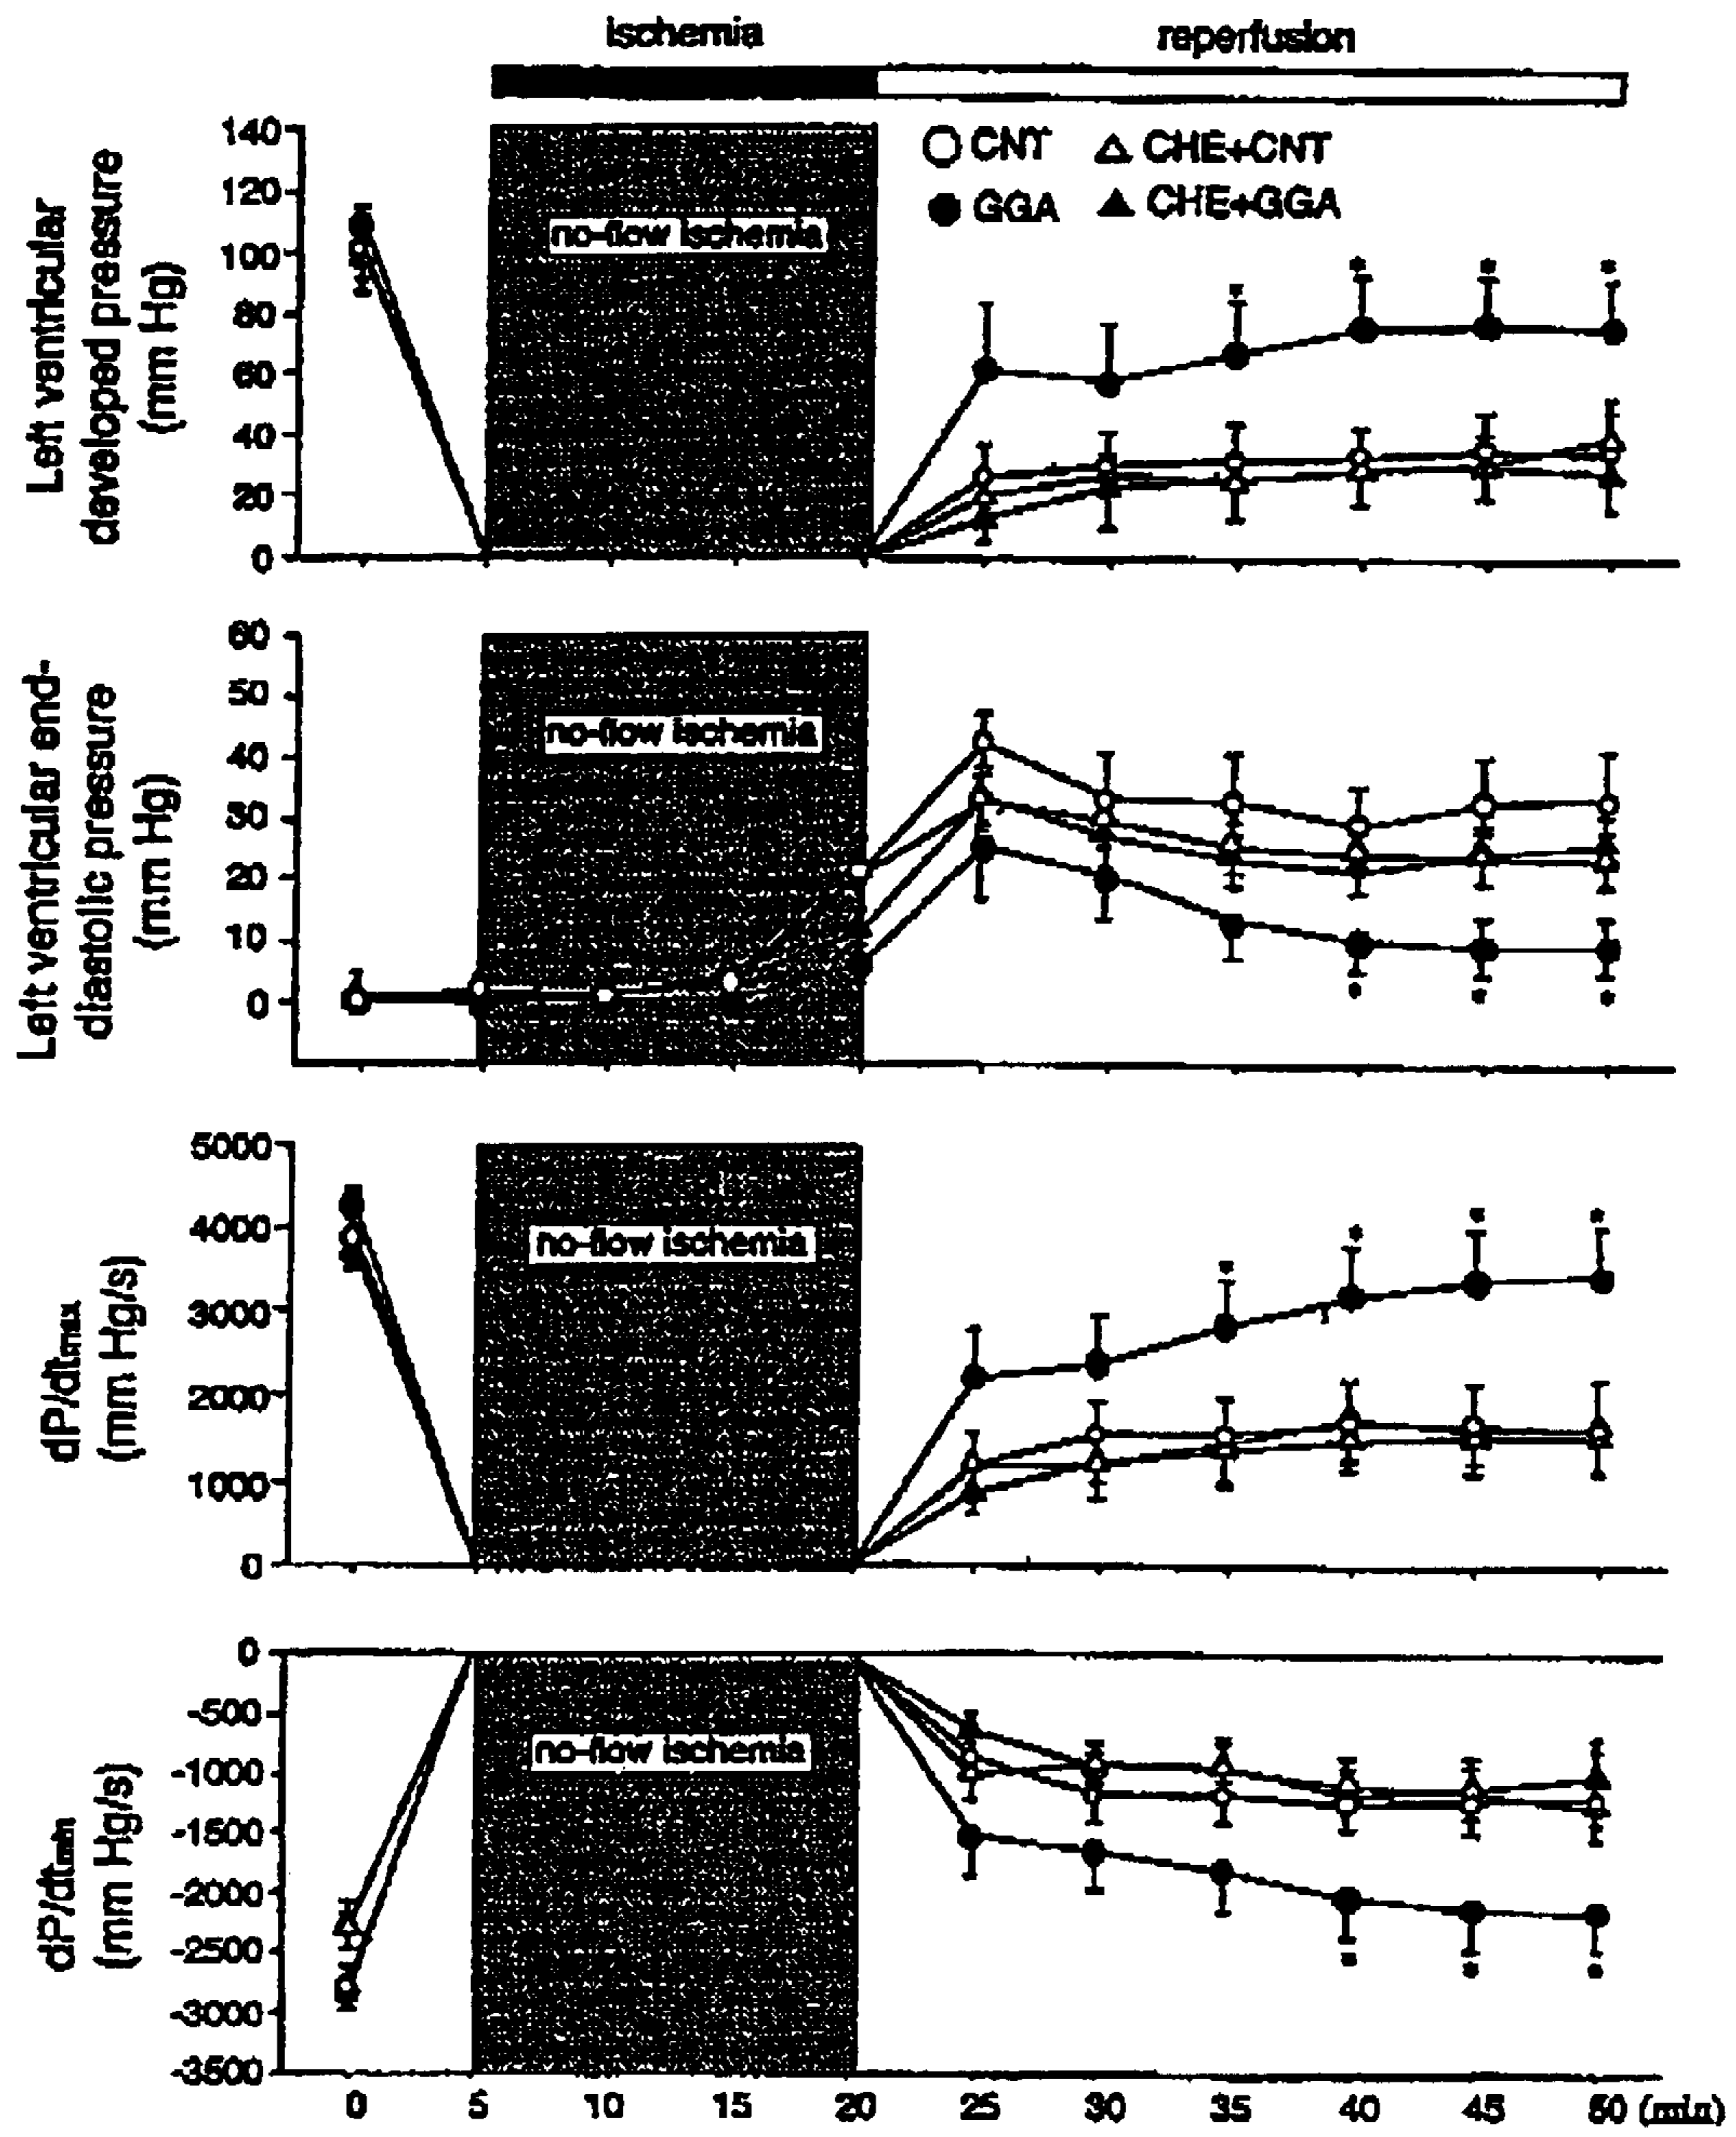 ischemia reperfusion
140
120
100
80
60
40
20
0
Left ventricular
developed pressure
(mm Hg)
no-flow ischemia
CNT CHE+CNT
GGA CHE+GGA
* * * *
60
50
40
30
20
10
0
Left ventricular end-
diastolic pressure
(mm Hg)
no-flow ischemia
* * *
5000
4000
3000
2000
1000
0
dP/dtmax
(mm Hg/s)
no-flow ischemia
* * * *
0
-500
-1000
-1500
-2000
-2500
-3000
-3500
dP/dtmin
(mm Hg/s)
no-flow ischemia
* * *
0 5 10 15 20 25 30 35 40 45 50 (min)